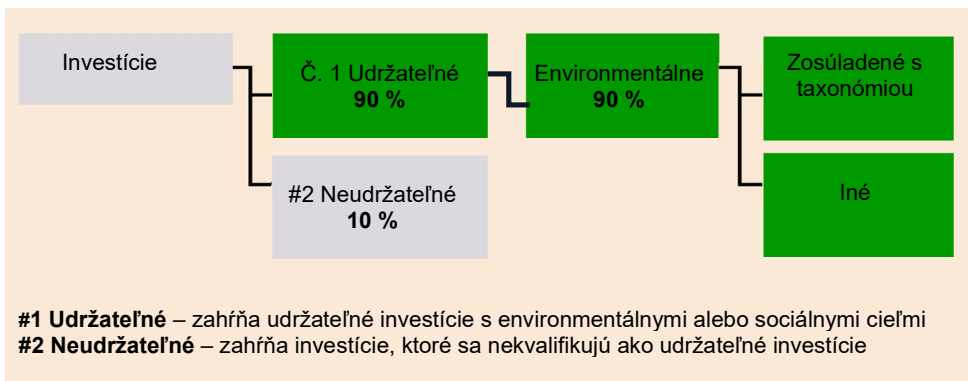 Investície
Č. 1 Udržateľné
90 %
#2 Neudržateľné
10 %
Environmentálne
90 %
Zosúladené s
taxonómiou
Iné
#1 Udržateľné – zahŕňa udržateľné investície s environmentálnymi alebo sociálnymi cieľmi
#2 Neudržateľné – zahŕňa investície, ktoré sa nekvalifikujú ako udržateľné investície